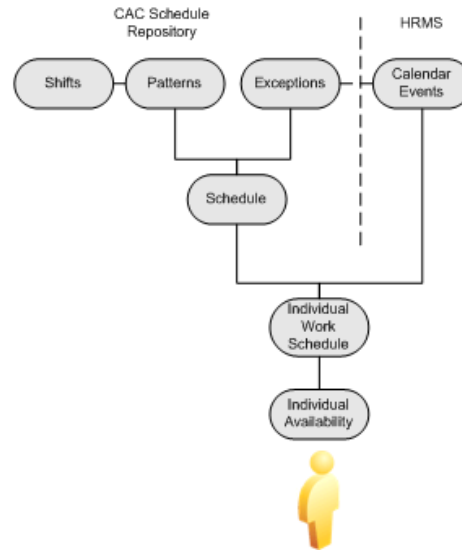 CAC Schedule
Repository
HRMS
Shifts
Patterns
Exceptions
Calendar
Events
Schedule
Individual
Work
Schedule
Individual
Availability